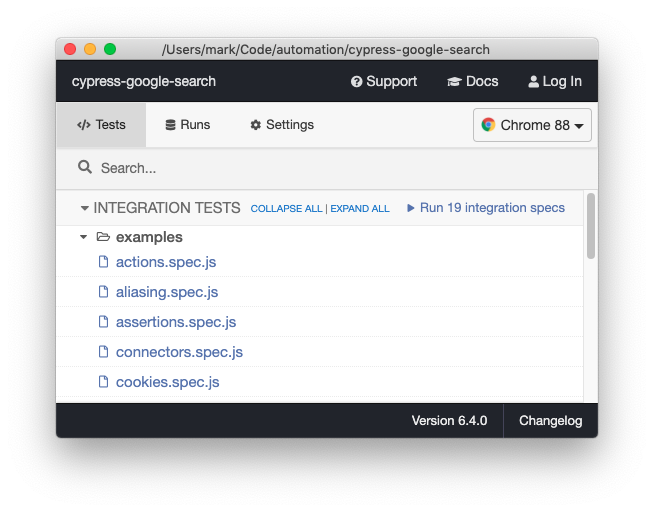 /Users/mark/Code/automation/cypress-google-search
cypress-google-search Support Docs Log In
Tests Runs Settings Chrome 88
Search...
INTEGRATION TESTS COLLAPSE ALL | EXPAND ALL Run 19 integration specs
examples
actions.spec.js
aliasing.spec.js
assertions.spec.js
connectors.spec.js
cookies.spec.js
Version 6.4.0 Changelog